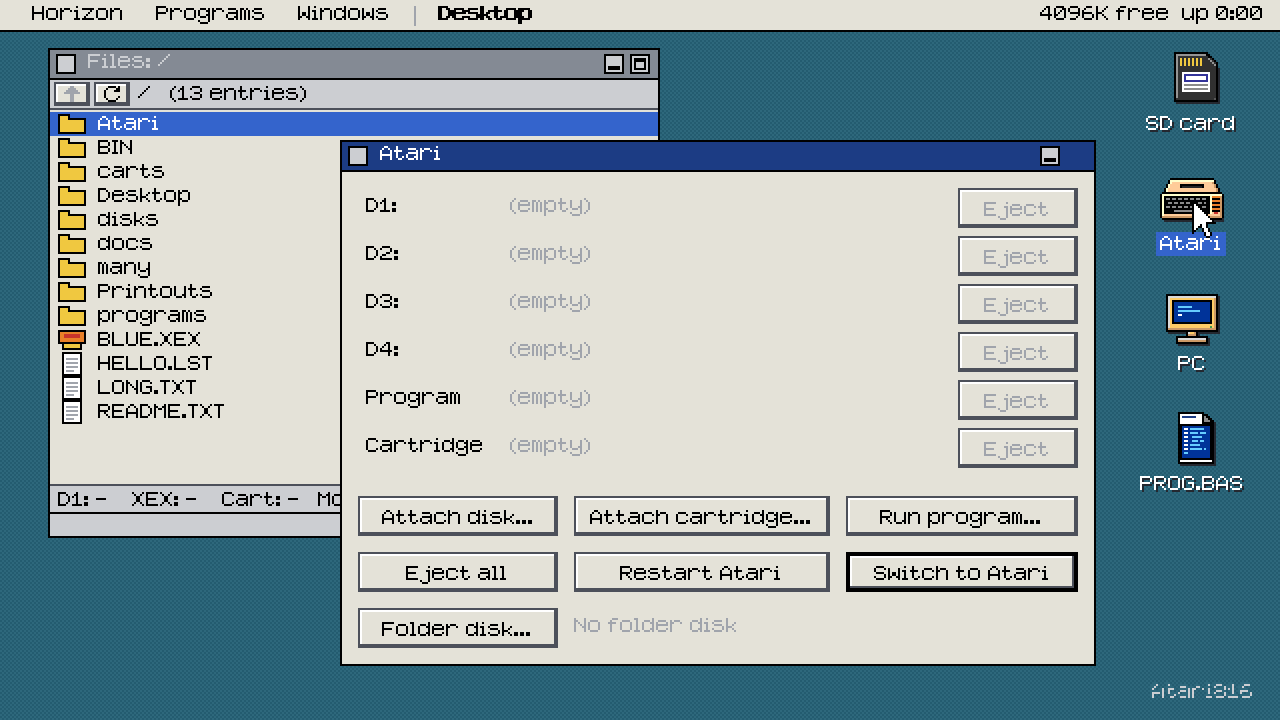 Horizon Programs Windows | Desktop 4096K free up 0:00
Files: /
/ (13 entries)
Atari
BIN
carts
Desktop
disks
docs
many
Printouts
programs
BLUE.XEX
HELLO.LST
LONG.TXT
README.TXT
D1: - XEX: - Cart: - Mo
Atari
D1: (empty) Eject
D2: (empty) Eject
D3: (empty) Eject
D4: (empty) Eject
Program (empty) Eject
Cartridge (empty) Eject
Attach disk... Attach cartridge... Run program...
Eject all Restart Atari Switch to Atari
Folder disk... No folder disk
SD card
Atari
PC
PROG.BAS
Atari816